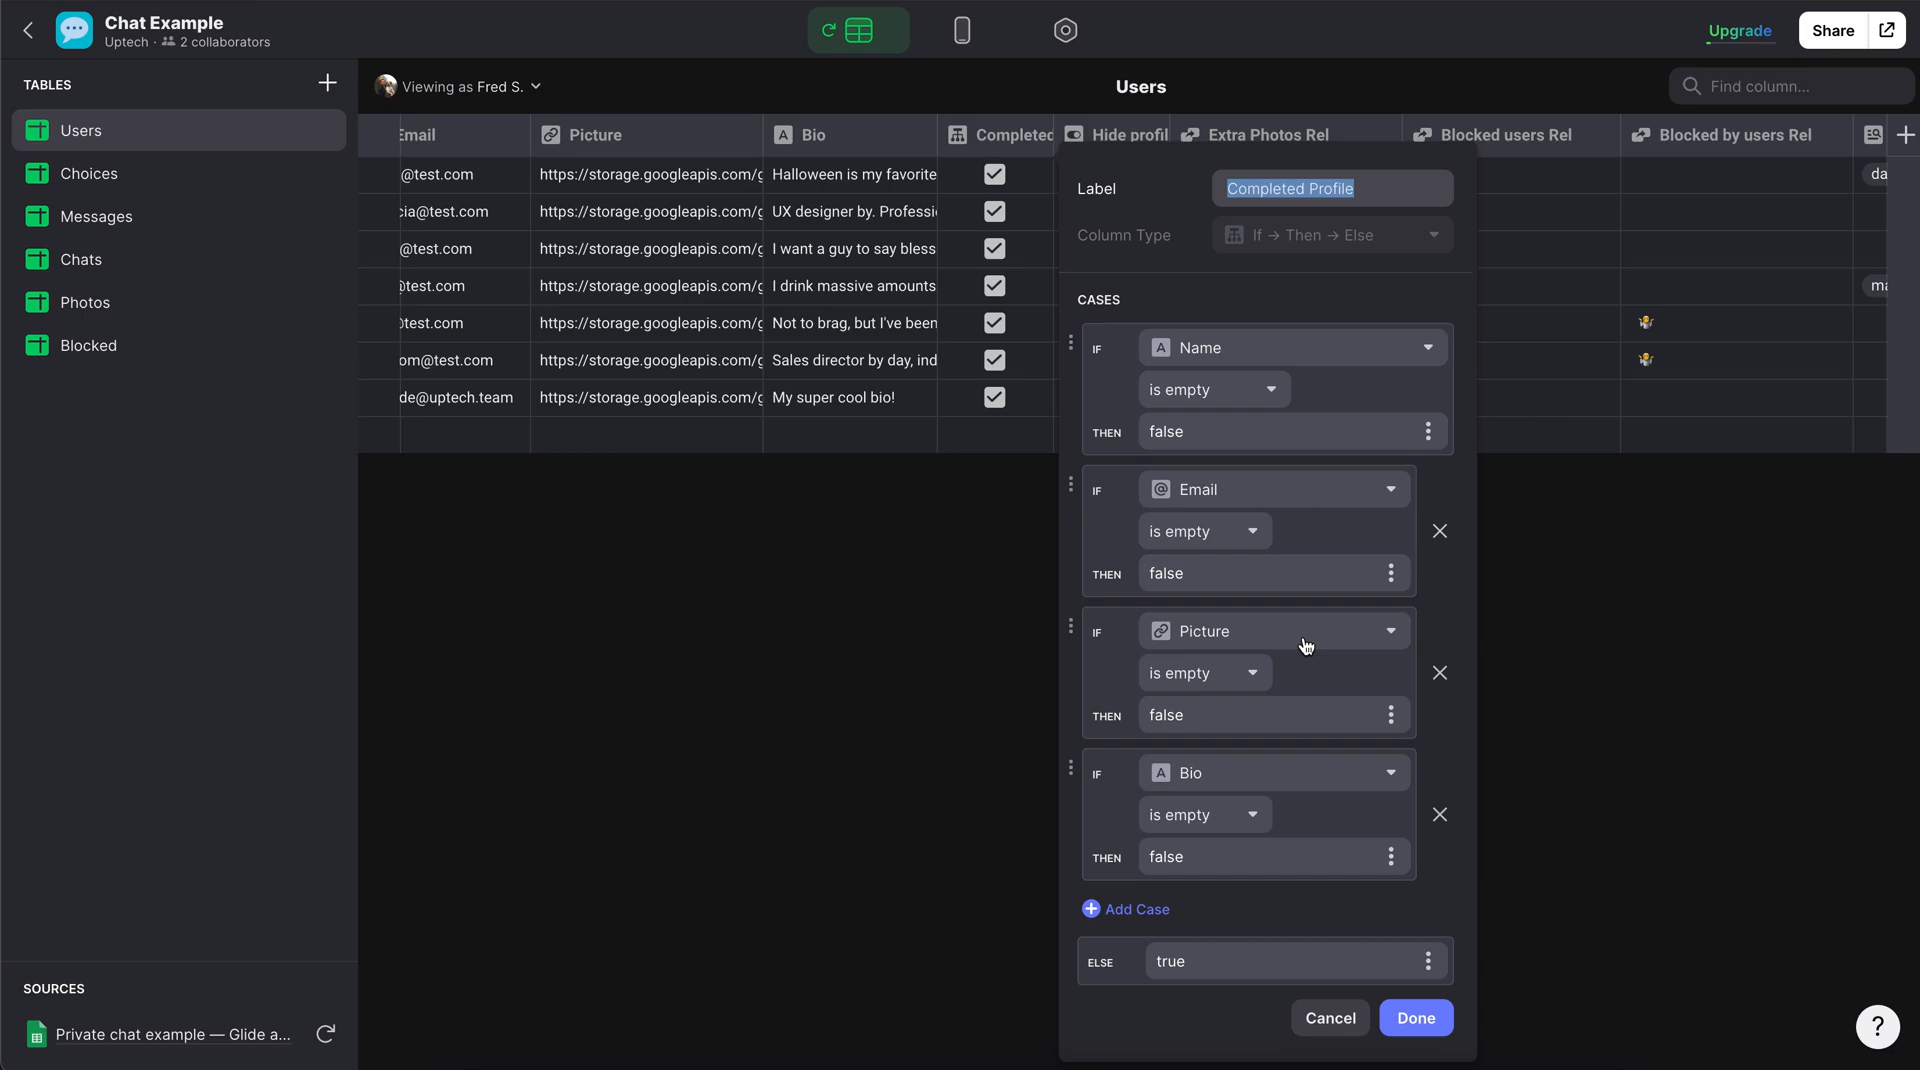 Chat Example
Uptech · 2 collaborators
Upgrade
Share
TABLES
Users
Choices
Messages
Chats
Photos
Blocked
SOURCES
Private chat example — Glide a...
Viewing as Fred S.
Users
Find column...
Email Picture Bio Completed Hide profil Extra Photos Rel Blocked users Rel Blocked by users Rel
@test.com https://storage.googleapis.com/g Halloween is my favorite da
cia@test.com https://storage.googleapis.com/g UX designer by. Professi
@test.com https://storage.googleapis.com/g I want a guy to say bless
@test.com https://storage.googleapis.com/g I drink massive amounts ma
@test.com https://storage.googleapis.com/g Not to brag, but I've been
om@test.com https://storage.googleapis.com/g Sales director by day, ind
de@uptech.team https://storage.googleapis.com/g My super cool bio!
Label Completed Profile
Column Type If → Then → Else
CASES
IF A Name
is empty
THEN false
IF @ Email
is empty
THEN false
IF Picture
is empty
THEN false
IF A Bio
is empty
THEN false
Add Case
ELSE true
Cancel Done
?